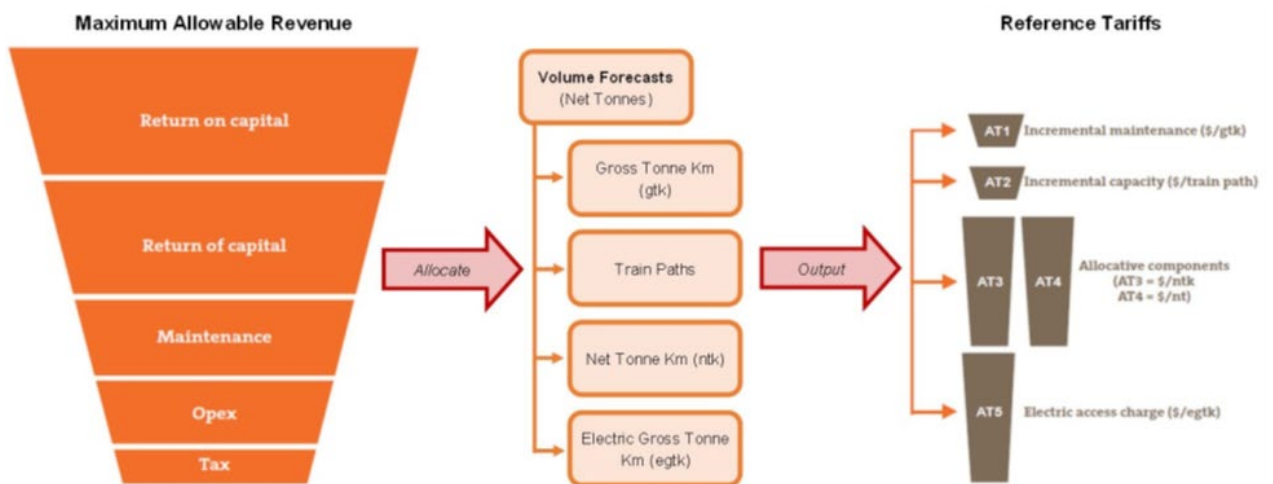 Maximum Allowable Revenue
Return on capital
Return of capital
Maintenance
Opex
Tax
Allocate
Volume Forecasts
(Net Tonnes)
Gross Tonne Km
(gtk)
Train Paths
Net Tonne Km (ntk)
Electric Gross Tonne
Km (egtk)
Output
Reference Tariffs
AT1 Incremental maintenance ($/gtk)
AT2 Incremental capacity ($/train path)
AT3 AT4
Allocative components
(AT3 = $/ntk
AT4 = $/nt)
AT5 Electric access charge ($/egtk)